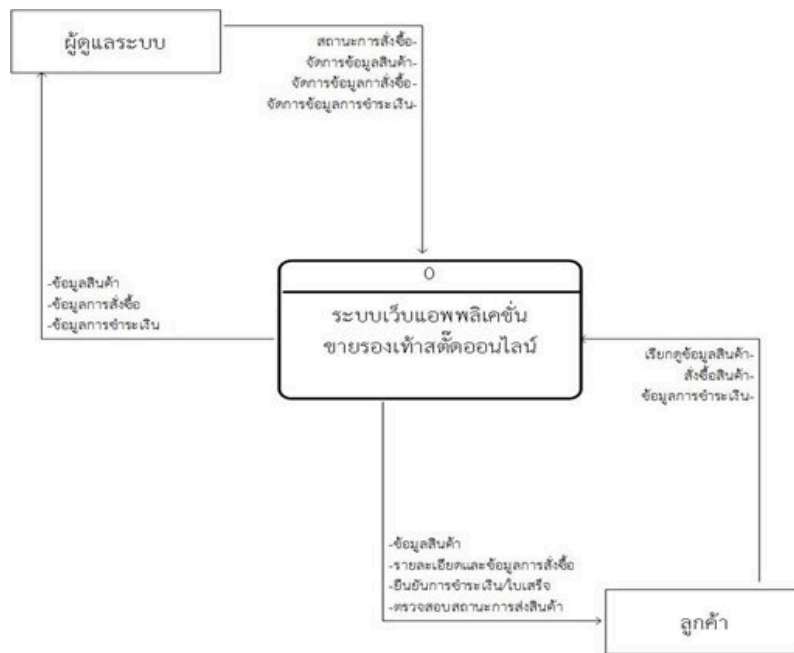 ผู้ดูแลระบบ
สถานะการสั่งซื้อ-
จัดการข้อมูลสินค้า-
จัดการข้อมูลกาสั่งซื้อ-
จัดการข้อมูลการชำระเงิน-
0
ระบบเว็บแอพพลิเคชั่น
ขายรองเท้าสตั๊ดออนไลน์
-ข้อมูลสินค้า
-ข้อมูลการสั่งซื้อ
-ข้อมูลการชำระเงิน
เรียกดูข้อมูลสินค้า-
สั่งซื้อสินค้า-
ข้อมูลการชำระเงิน-
-ข้อมูลสินค้า
-รายละเอียดและข้อมูลการสั่งซื้อ
-ยืนยันการชำระเงิน/ใบเสร็จ
-ตรวจสอบสถานะการส่งสินค้า
ลูกค้า